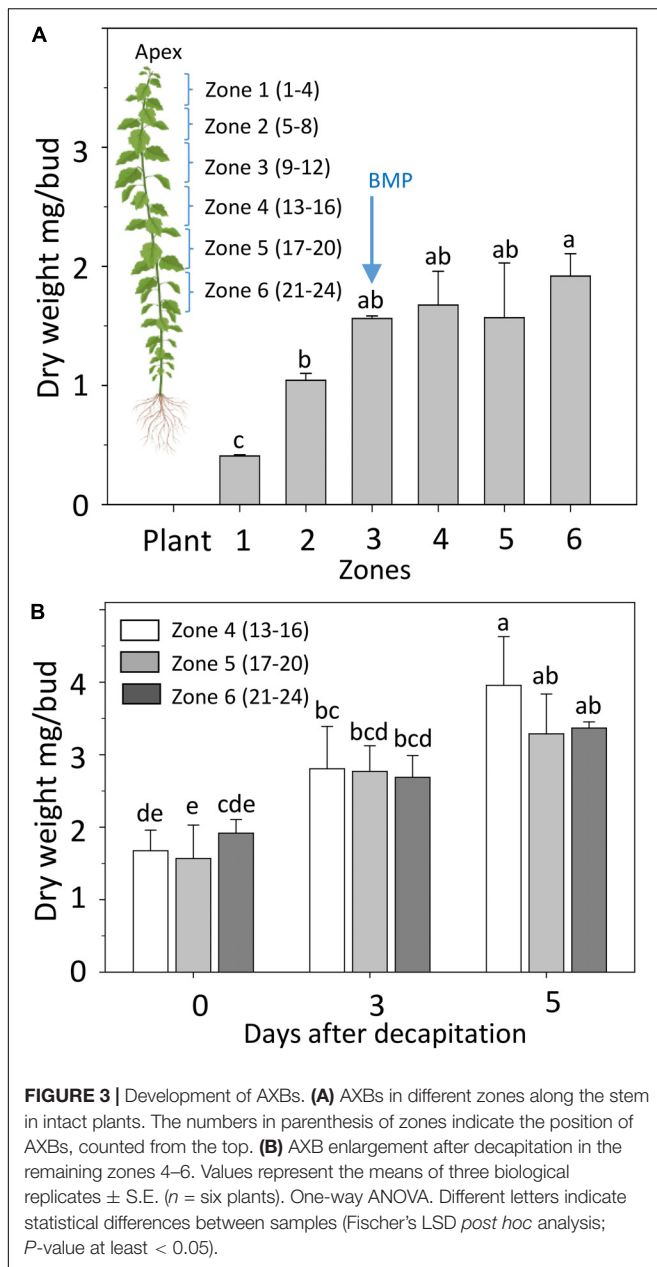 A
Apex
Zone 1 (1-4)
Zone 2 (5-8)
Zone 3 (9-12)
Zone 4 (13-16)
Zone 5 (17-20)
Zone 6 (21-24)
BMP
c
b
ab
ab
ab
a
Dry weight mg/bud
3
2
1
0
Plant 1 2 3 4 5 6
Zones
B
Zone 4 (13-16)
Zone 5 (17-20)
Zone 6 (21-24)
de e cde
bc bcd bcd
a ab ab
Dry weight mg/bud
4
3
2
1
0
0 3 5
Days after decapitation
FIGURE 3 | Development of AXBs. (A) AXBs in different zones along the stem
in intact plants. The numbers in parenthesis of zones indicate the position of
AXBs, counted from the top. (B) AXB enlargement after decapitation in the
remaining zones 4–6. Values represent the means of three biological
replicates ± S.E. (n = six plants). One-way ANOVA. Different letters indicate
statistical differences between samples (Fischer's LSD post hoc analysis;
P-value at least < 0.05).